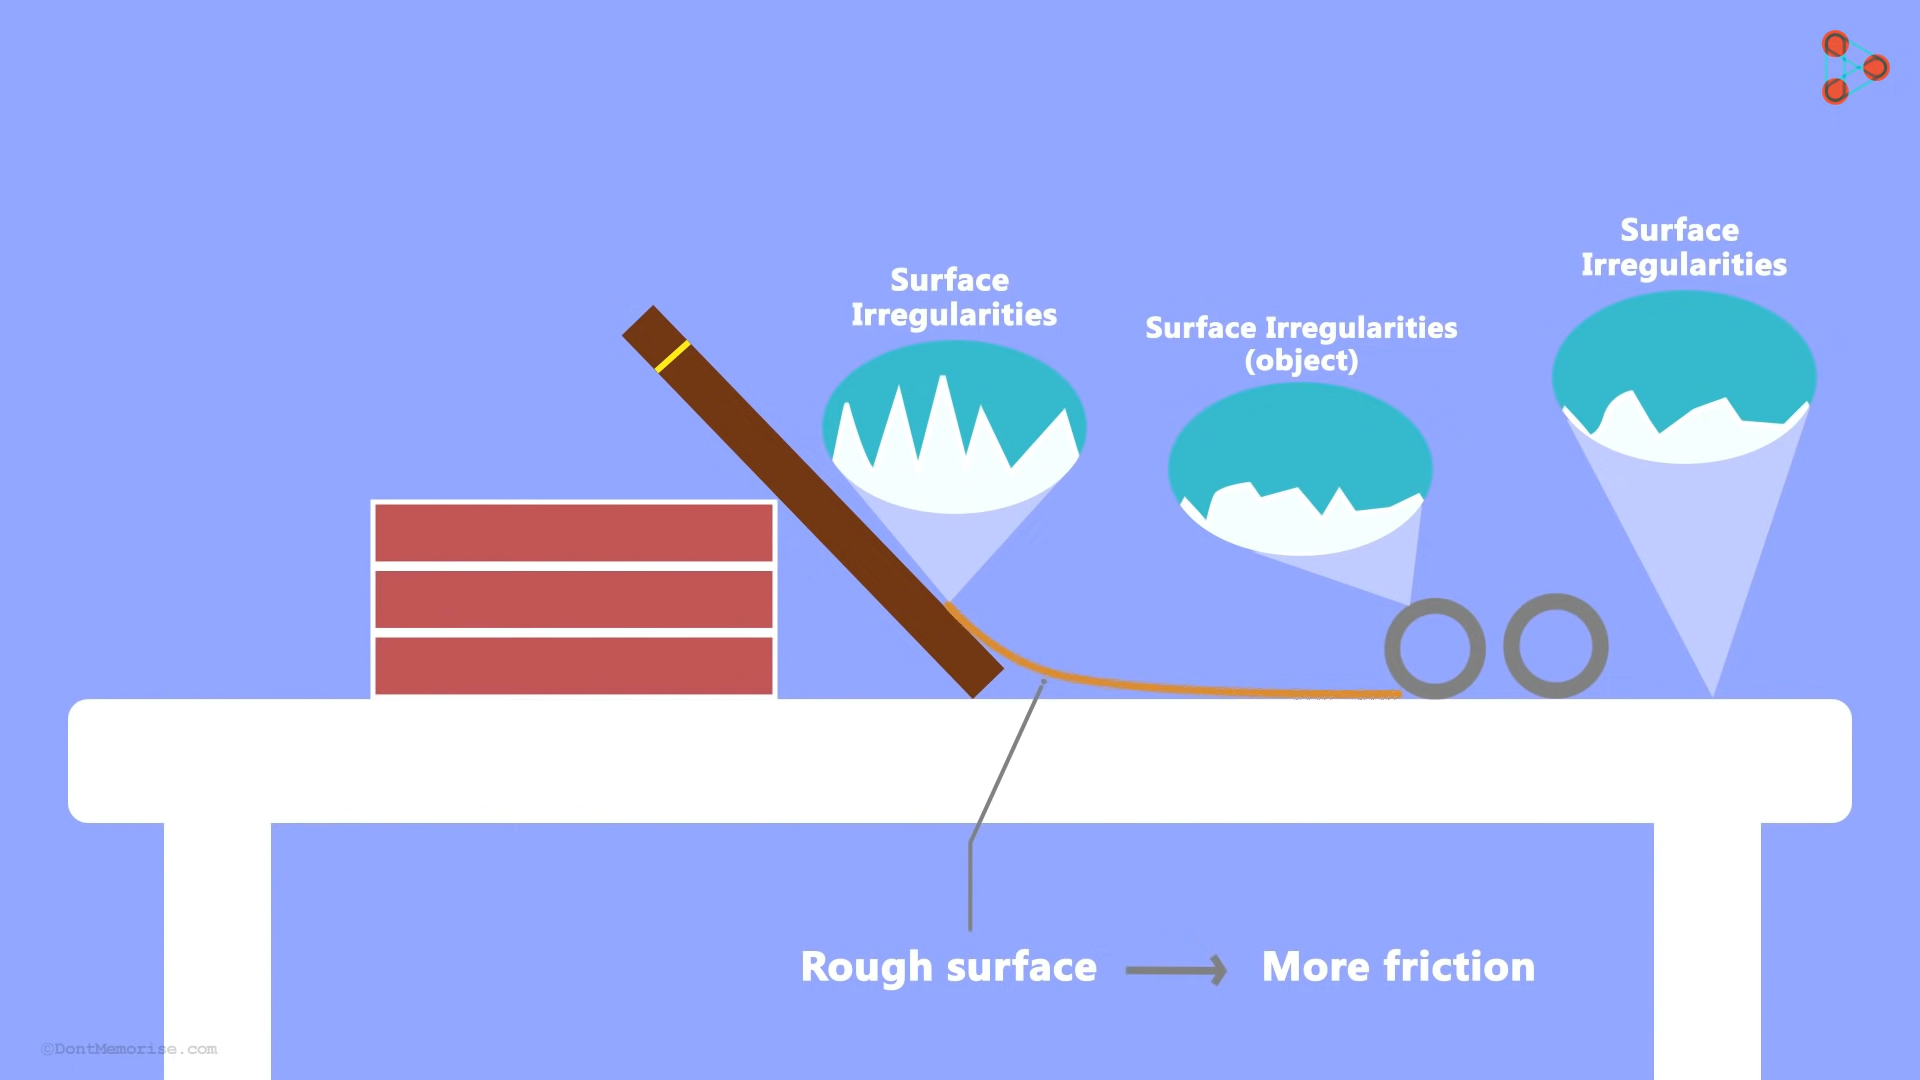 Surface
Irregularities
Surface
Irregularities
Surface Irregularities
(object)
Rough surface
More friction
©DontMemorise.com